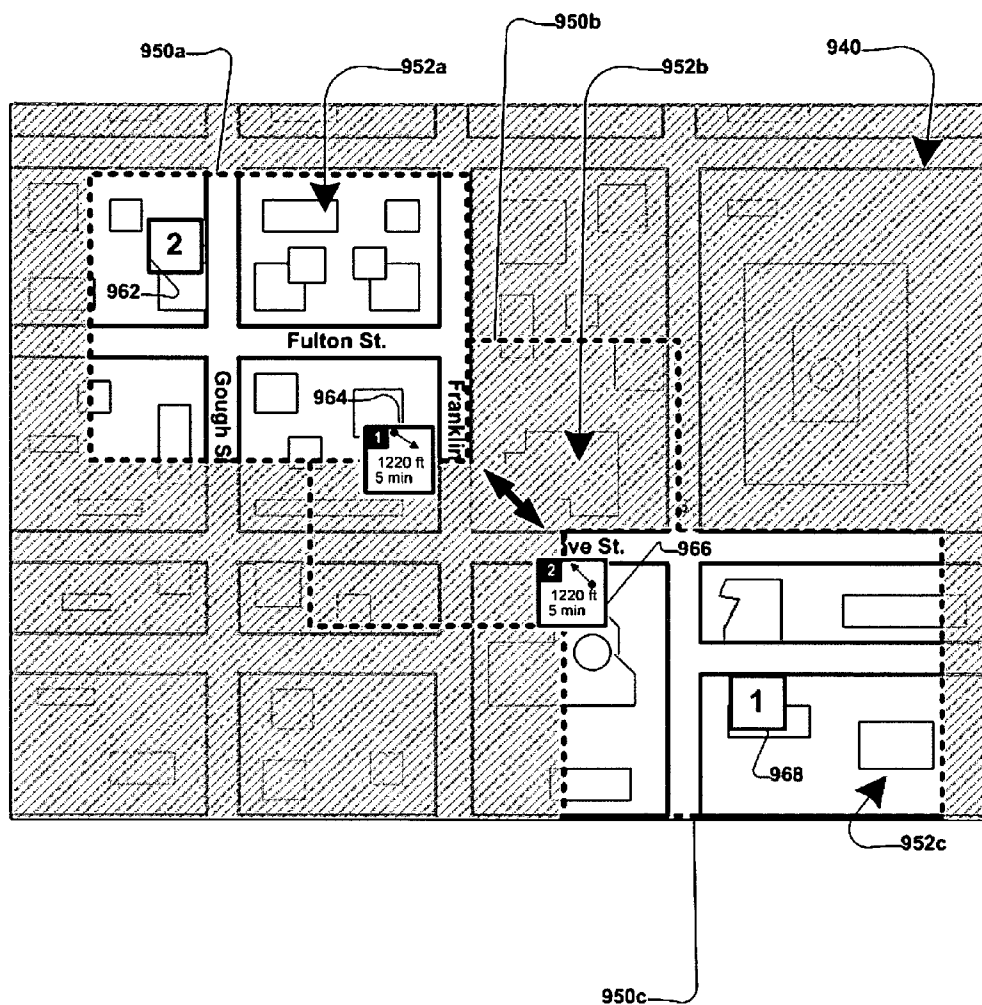 950b
950a
940
952a
952b
2
962
Fulton St.
Gough S
964
Franklin
1
1220 ft
5 min
ve St.
966
2
1220 ft
5 min
1
968
952c
950c